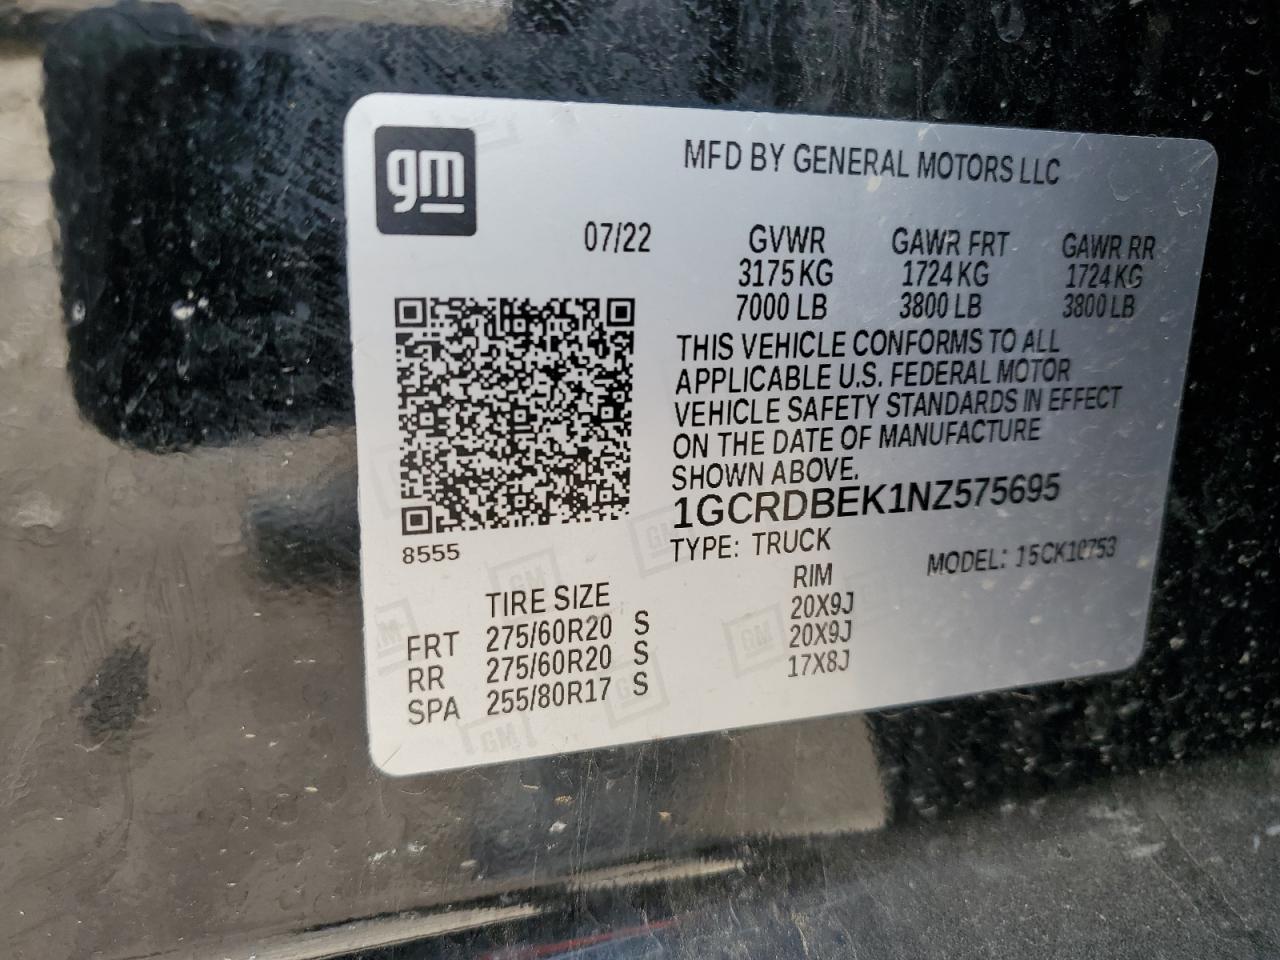 gm
MFD BY GENERAL MOTORS LLC
07/22 GVWR GAWR FRT GAWR RR
3175 KG 1724 KG 1724 KG
7000 LB 3800 LB 3800 LB
THIS VEHICLE CONFORMS TO ALL
APPLICABLE U.S. FEDERAL MOTOR
VEHICLE SAFETY STANDARDS IN EFFECT
ON THE DATE OF MANUFACTURE
SHOWN ABOVE.
1GCRDBEK1NZ575695
8555
TYPE: TRUCK MODEL: 15CK10753
TIRE SIZE RIM
FRT 275/60R20 S 20X9J
RR 275/60R20 S 20X9J
SPA 255/80R17 S 17X8J